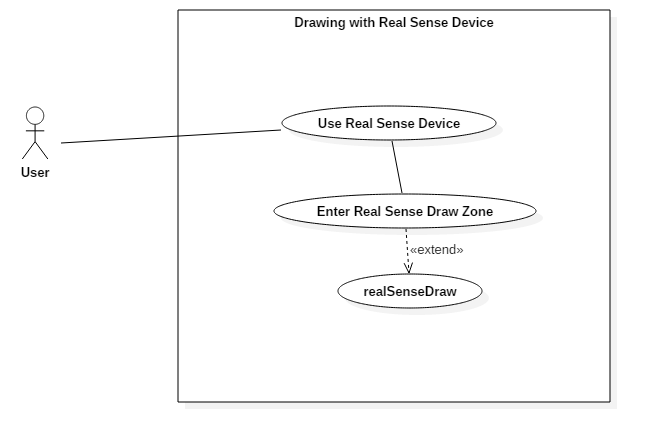 Drawing with Real Sense Device
Use Real Sense Device
User
Enter Real Sense Draw Zone
«extend»
realSenseDraw